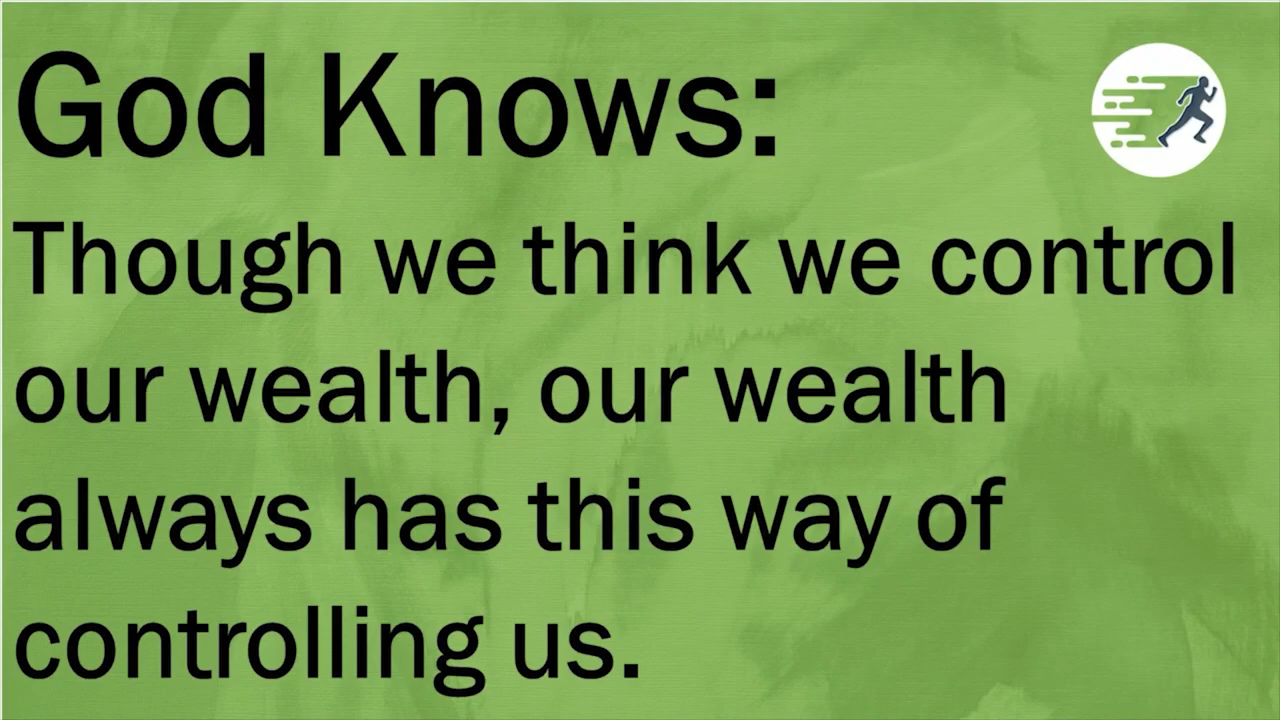 God Knows:
Though we think we control
our wealth, our wealth
always has this way of
controlling us.